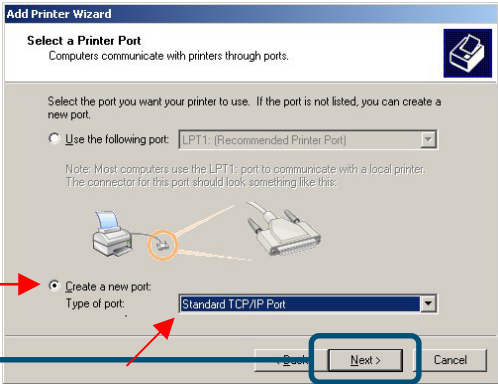 Add Printer Wizard
Select a Printer Port
Computers communicate with printers through ports.
Select the port you want your printer to use. If the port is not listed, you can create a
new port.
Use the following port: LPT1: (Recommended Printer Port)
Note: Most computers use the LPT1: port to communicate with a local printer.
The connector for this port should look something like this:
Create a new port:
Type of port: Standard TCP/IP Port
< Back Next > Cancel